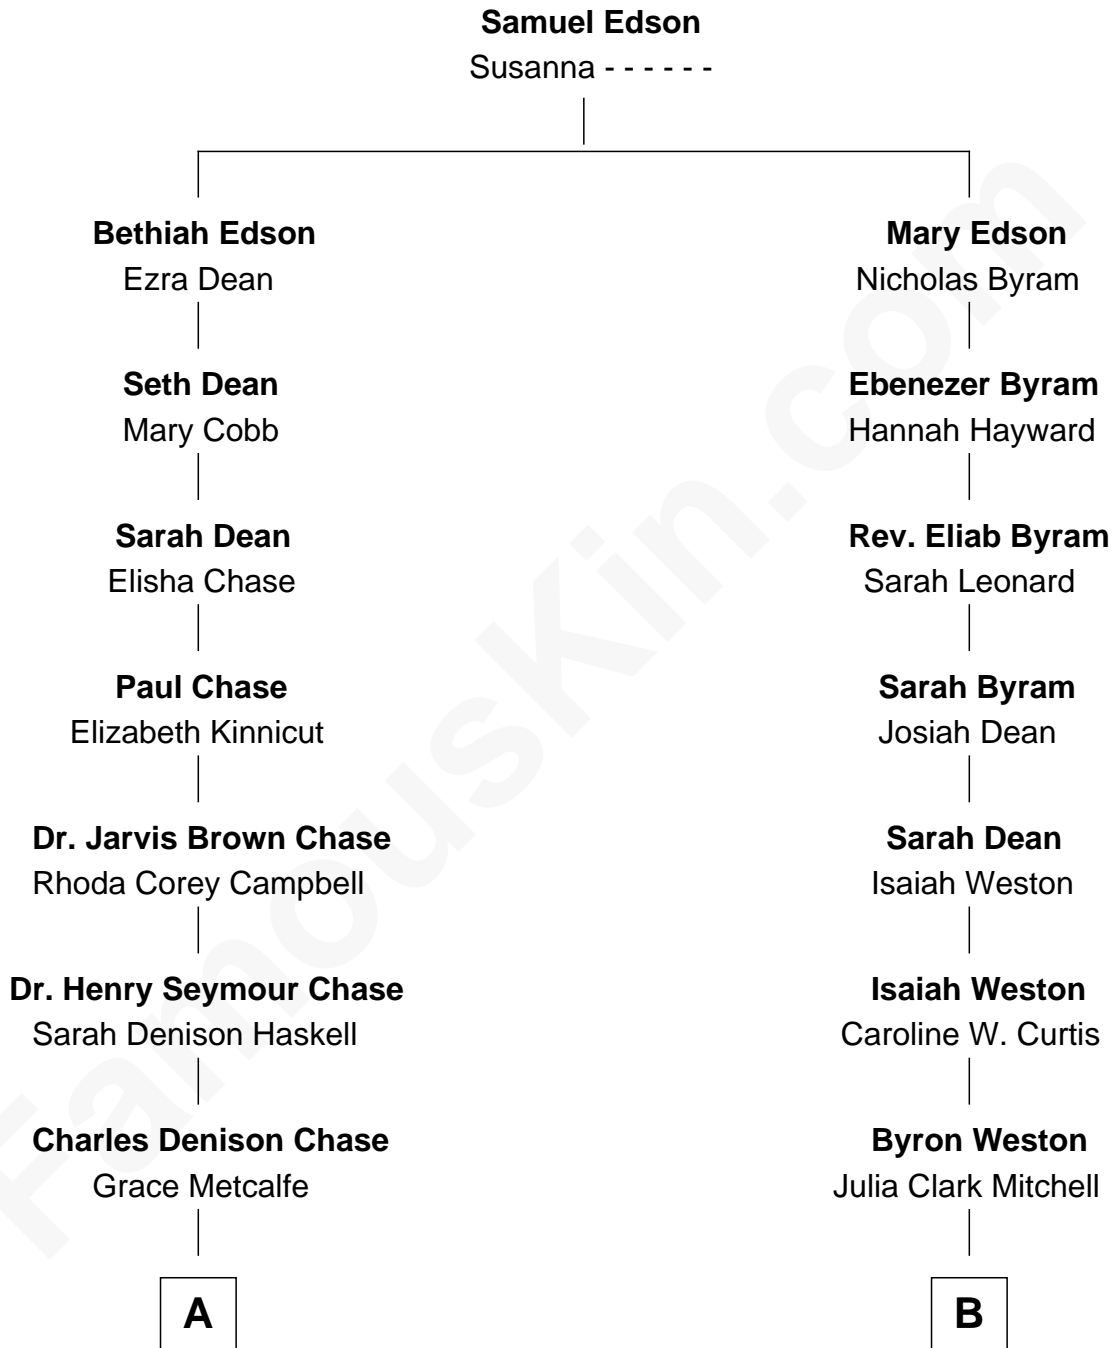 Samuel Edson
Susanna - - - - - -
Bethiah Edson
Ezra Dean
Mary Edson
Nicholas Byram
Seth Dean
Mary Cobb
Ebenezer Byram
Hannah Hayward
Sarah Dean
Elisha Chase
Rev. Eliab Byram
Sarah Leonard
Paul Chase
Elizabeth Kinnicut
Sarah Byram
Josiah Dean
Dr. Jarvis Brown Chase
Rhoda Corey Campbell
Sarah Dean
Isaiah Weston
Dr. Henry Seymour Chase
Sarah Denison Haskell
Isaiah Weston
Caroline W. Curtis
Charles Denison Chase
Grace Metcalfe
Byron Weston
Julia Clark Mitchell
A
B
FamousKin.com